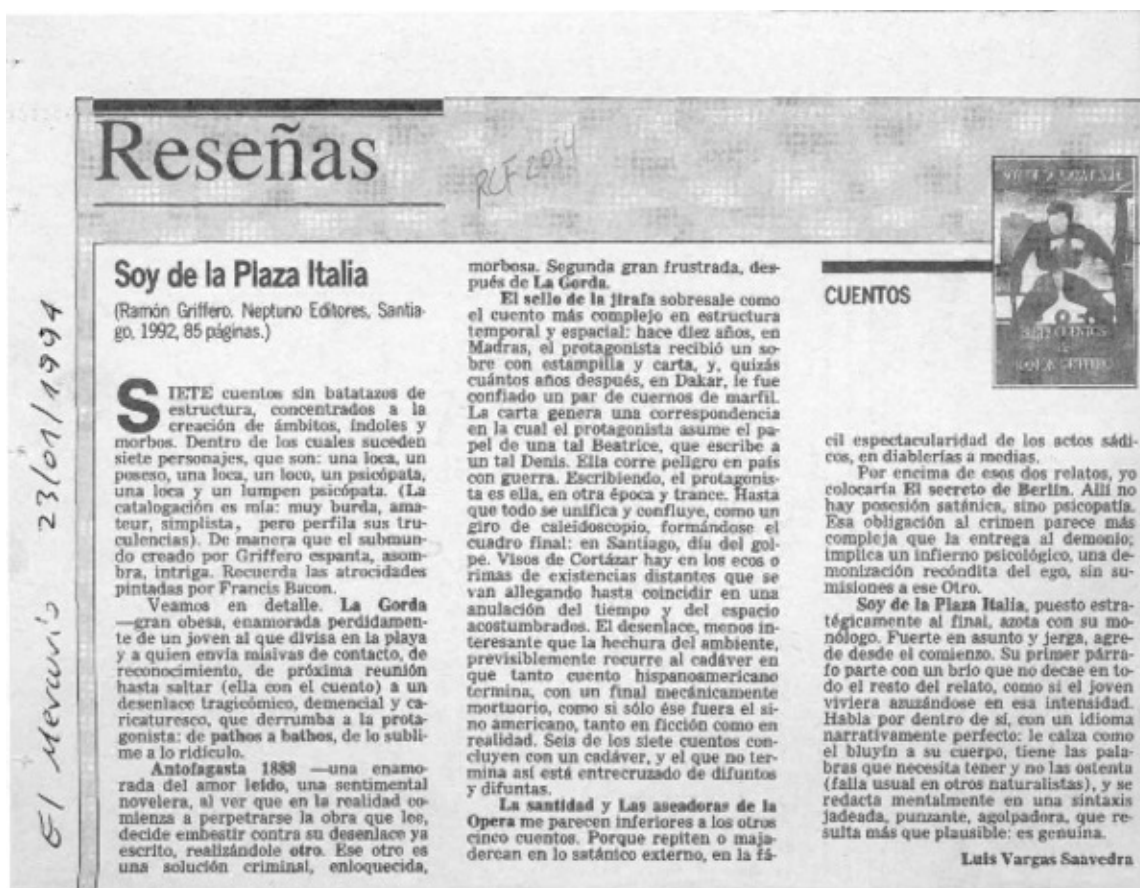 Reseñas
RCF 2014
El Mercurio 23/01/1994
Soy de la Plaza Italia
(Ramón Griffero. Neptuno Editores, Santia-
go, 1992, 85 páginas.)
SIETE cuentos sin batatazos de
estructura, concentrados a la
creación de ámbitos, índoles y
morbos. Dentro de los cuales suceden
siete personajes, que son: una loca, un
poseso, una loca, un loco, un psicópata,
una loca y un lumpen psicópata. (La
catalogación es mía: muy burda, ama-
teur, simplista, pero perfila sus tru-
culencias). De manera que el submun-
do creado por Griffero espanta, asom-
bra, intriga. Recuerda las atrocidades
pintadas por Francis Bacon.
Veamos en detalle. La Gorda
—gran obesa, enamorada perdidamen-
te de un joven al que divisa en la playa
y a quien envía misivas de contacto, de
reconocimiento, de próxima reunión
hasta saltar (ella con el cuento) a un
desenlace tragicómico, demencial y ca-
ricaturesco, que derrumba a la prota-
gonista: de pathos a bathos, de lo subli-
me a lo ridículo.
Antofagasta 1888 —una enamo-
rada del amor leído, una sentimental
novelera, al ver que en la realidad co-
mienza a perpetrarse la obra que lee,
decide embestir contra su desenlace ya
escrito, realizándole otro. Ese otro es
una solución criminal, enloquecida,
morbosa. Segunda gran frustrada, des-
pués de La Gorda.
El sello de la jirafa sobresale como
el cuento más complejo en estructura
temporal y espacial: hace diez años, en
Madras, el protagonista recibió un so-
bre con estampilla y carta, y, quizás
cuántos años después, en Dakar, le fue
confiado un par de cuernos de marfil.
La carta genera una correspondencia
en la cual el protagonista asume el pa-
pel de una tal Beatrice, que escribe a
un tal Denis. Ella corre peligro en país
con guerra. Escribiendo, el protagonis-
ta es ella, en otra época y trance. Hasta
que todo se unifica y confluye, como un
giro de caleidoscopio, formándose el
cuadro final: en Santiago, día del gol-
pe. Visos de Cortázar hay en los ecos o
rimas de existencias distantes que se
van allegando hasta coincidir en una
anulación del tiempo y del espacio
acostumbrados. El desenlace, menos in-
teresante que la hechura del ambiente,
previsiblemente recurre al cadáver en
que tanto cuento hispanoamericano
termina, con un final mecánicamente
mortuorio, como si sólo ése fuera el si-
no americano, tanto en ficción como en
realidad. Seis de los siete cuentos con-
cluyen con un cadáver, y el que no ter-
mina así está entrecruzado de difuntos
y difuntas.
La santidad y Las aseadoras de la
Opera me parecen inferiores a los otros
cinco cuentos. Porque repiten o maja-
derean en lo satánico externo, en la fá-
CUENTOS
cil espectacularidad de los actos sádi-
cos, en diablerías a medias.
Por encima de esos dos relatos, yo
colocaría El secreto de Berlín. Allí no
hay posesión satánica, sino psicopatía.
Esa obligación al crimen parece más
compleja que la entrega al demonio;
implica un infierno psicológico, una de-
monización recóndita del ego, sin su-
misiones a ese Otro.
Soy de la Plaza Italia, puesto estra-
tégicamente al final, azota con su mo-
nólogo. Fuerte en asunto y jerga, agre-
de desde el comienzo. Su primer párra-
fo parte con un brío que no decae en to-
do el resto del relato, como si el joven
viviera azuzándose en esa intensidad.
Habla por dentro de sí, con un idioma
narrativamente perfecto: le calza como
el bluyín a su cuerpo, tiene las pala-
bras que necesita tener y no las ostenta
(falla usual en otros naturalistas), y se
redacta mentalmente en una sintaxis
jadeada, punzante, agolpadora, que re-
sulta más que plausible: es genuina.
Luis Vargas Saavedra